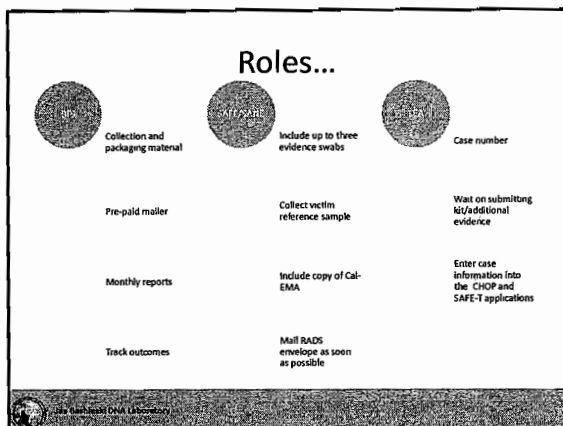 Roles...
Collection and
packaging material
Pre-paid mailer
Monthly reports
Track outcomes
Include up to three
evidence swabs
Collect victim
reference sample
Include copy of Cal-
EMA
Mail RADS
envelope as soon
as possible
Case number
Wait on submitting
kit/additional
evidence
Enter case
information into
the CHOP and
SAFE-T applications
Jan Bashinski DNA Laboratory